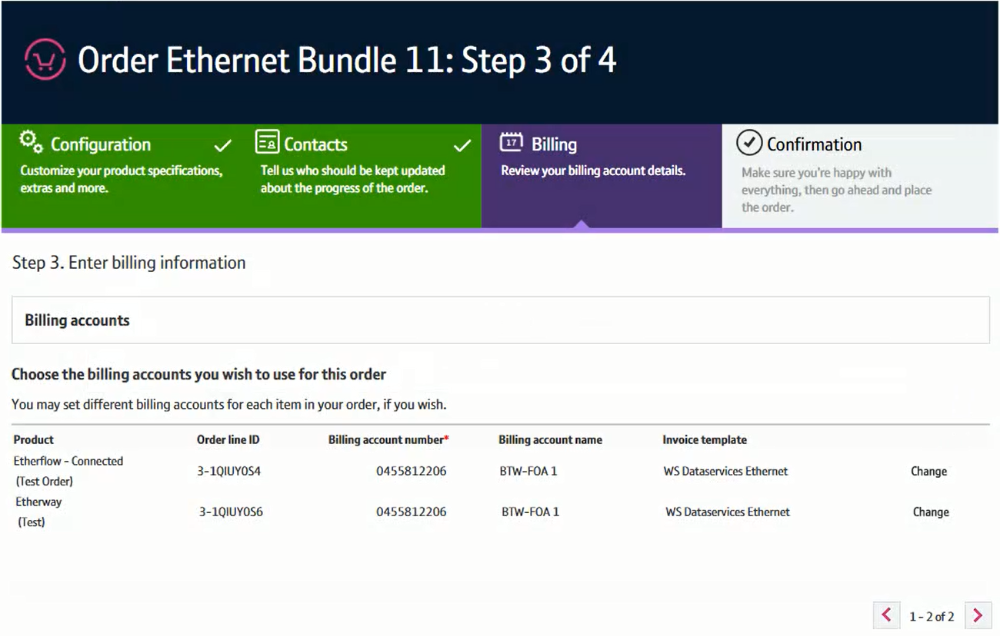 Order Ethernet Bundle 11: Step 3 of 4
Configuration
Customize your product specifications,
extras and more.
Contacts
Tell us who should be kept updated
about the progress of the order.
17
Billing
Review your billing account details.
Confirmation
Make sure you're happy with
everything, then go ahead and place
the order.
Step 3. Enter billing information
Billing accounts
Choose the billing accounts you wish to use for this order
You may set different billing accounts for each item in your order, if you wish.
Product Order line ID Billing account number* Billing account name Invoice template
Etherflow - Connected
(Test Order) 3-1QIUY0S4 0455812206 BTW-FOA 1 WS Dataservices Ethernet Change
Etherway
(Test) 3-1QIUY0S6 0455812206 BTW-FOA 1 WS Dataservices Ethernet Change
1 - 2 of 2